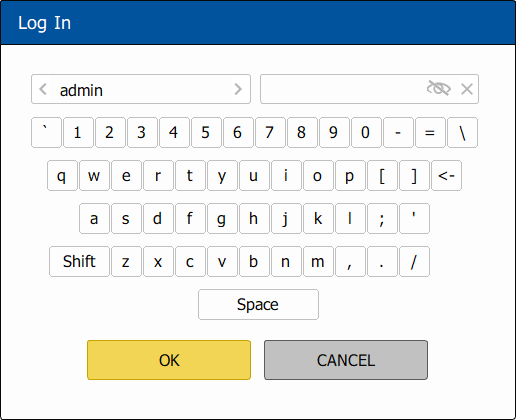 Log In
admin
` 1 2 3 4 5 6 7 8 9 0 - = \
q w e r t y u i o p [ ] <-
a s d f g h j k l ; '
Shift z x c v b n m , . /
Space
OK CANCEL